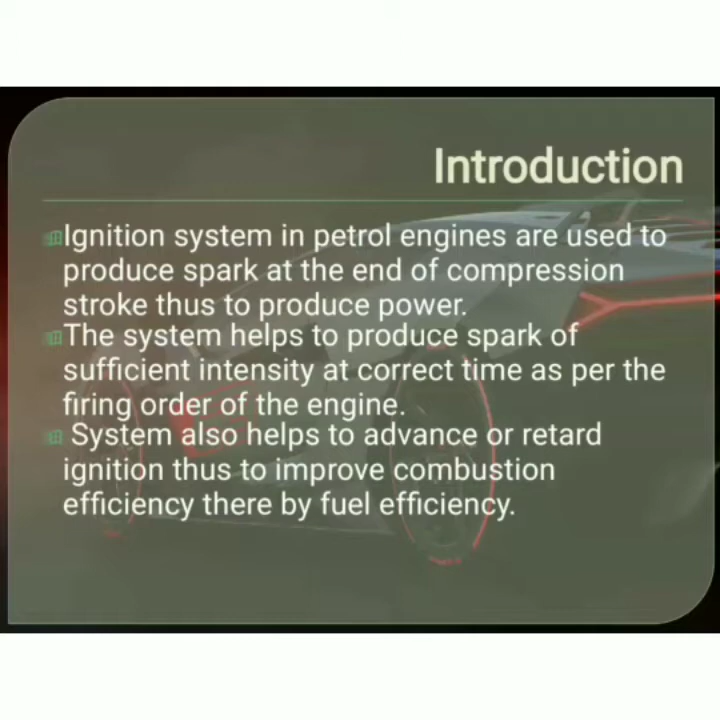 Introduction
Ignition system in petrol engines are used to
produce spark at the end of compression
stroke thus to produce power.
The system helps to produce spark of
sufficient intensity at correct time as per the
firing order of the engine.
System also helps to advance or retard
ignition thus to improve combustion
efficiency there by fuel efficiency.